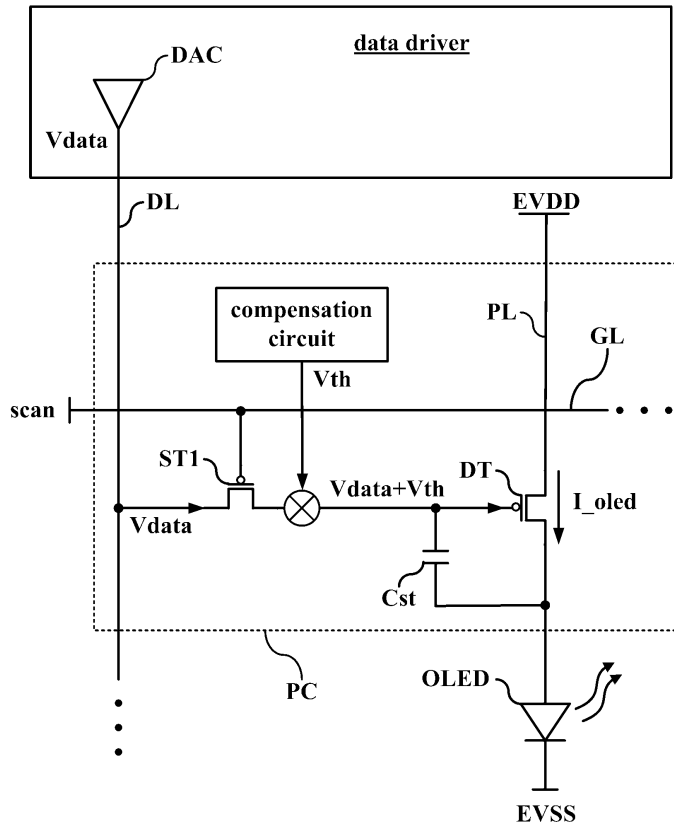 data driver
DAC
Vdata
DL
EVDD
compensation
circuit
PL
GL
Vth
scan
ST1
DT
Vdata+Vth
I_oled
Vdata
Cst
PC
OLED
EVSS